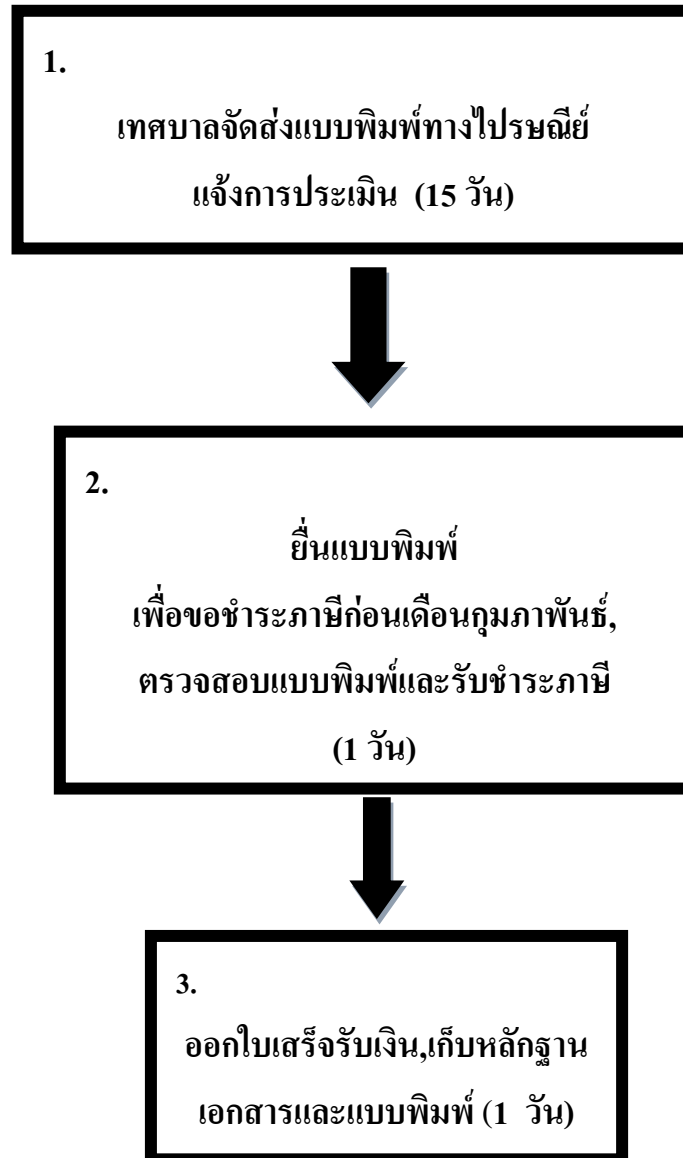 1.
เทศบาลจัดส่งแบบพิมพ์ทางไปรษณีย์
แจ้งการประเมิน (15 วัน)
2.
ยื่นแบบพิมพ์
เพื่อขอชำระภาษีก่อนเดือนกุมภาพันธ์,
ตรวจสอบแบบพิมพ์และรับชำระภาษี
(1 วัน)
3.
ออกใบเสร็จรับเงิน,เก็บหลักฐาน
เอกสารและแบบพิมพ์ (1 วัน)